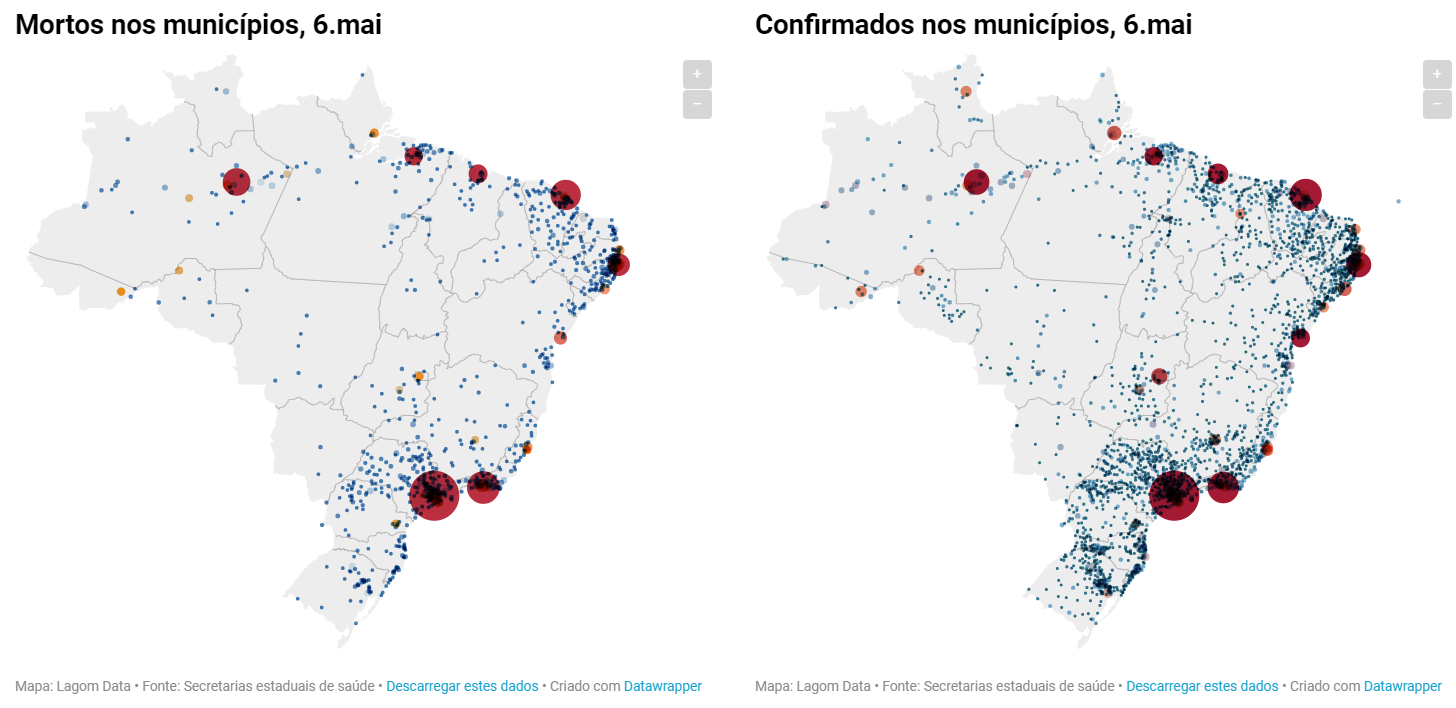 Mortos nos municípios, 6.mai
+
−
Mapa: Lagom Data • Fonte: Secretarias estaduais de saúde • Descarregar estes dados • Criado com Datawrapper
Confirmados nos municípios, 6.mai
+
−
Mapa: Lagom Data • Fonte: Secretarias estaduais de saúde • Descarregar estes dados • Criado com Datawrapper